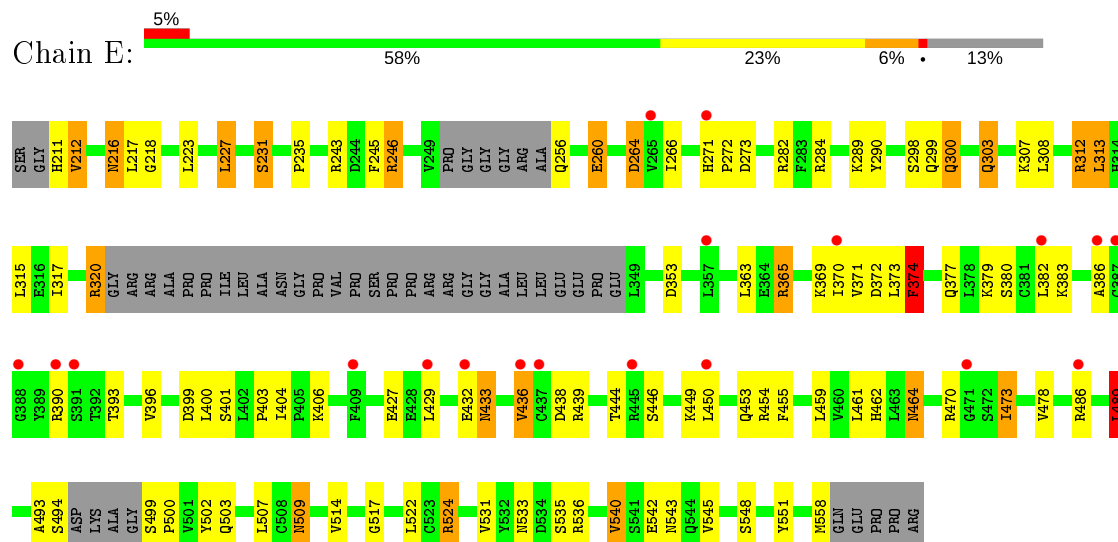 5%
Chain E:
58% 23% 6% • 13%
SER GLY H211 V212 N216 L217 G218 L223 L227 S231 P235 R243 D244 F245 R246 V249 PRO GLY GLY GLY ARG ALA Q256 E260 D264 V265 I266 H271 P272 D273 R282 F283 R284 K289 Y290 S298 Q299 Q300 Q303 K307 L308 R312 L313 H314
L315 E316 I317 R320 GLY ARG ARG ALA PRO PRO ILE LEU ALA ASN GLY PRO VAL PRO SER PRO PRO ARG ARG GLY GLY ALA LEU LEU GLU GLU PRO GLU L349 D353 L357 L363 E364 R365 K369 I370 V371 D372 L373 F374 Q377 L378 K379 S380 C381 L382 K383 A386 G387
G388 Y389 R390 S391 T392 T393 V396 D399 L400 S401 L402 P403 I404 P405 K406 F409 E427 E428 L429 E432 N433 V436 C437 D438 R439 T444 R445 S446 K449 L450 Q453 R454 F455 L459 V460 L461 H462 L463 N464 R470 G471 S472 I473 V478 R486
A493 S494 ASP LYS ALA GLY S499 P500 V501 Y502 Q503 L507 C508 N509 V514 G517 L522 C523 R524 V531 Y532 N533 D534 S535 R536 V540 S541 E542 N543 Q544 V545 S548 Y551 M558 GLN GLU PRO PRO ARG